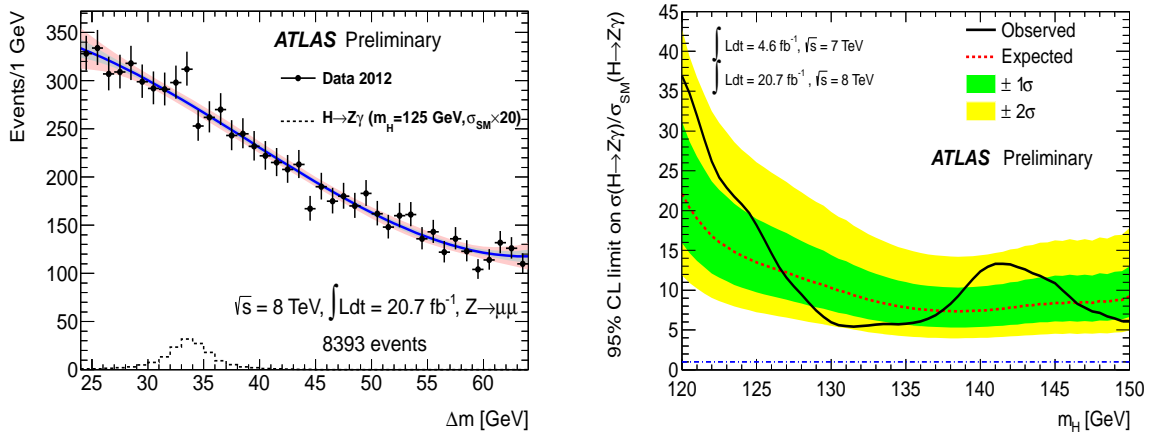 Events/1 GeV
350
300
250
200
150
100
50
0
ATLAS Preliminary
Data 2012
H→Zγ (m_H=125 GeV,σ_SM×20)
√s = 8 TeV, ∫Ldt = 20.7 fb⁻¹, Z→μμ
8393 events
24 30 35 40 45 50 55 60
Δm [GeV]
95% CL limit on σ(H→Zγ)/σ_SM(H→Zγ)
45
40
35
30
25
20
15
10
5
0
∫ Ldt = 4.6 fb⁻¹, √s = 7 TeV
∫ Ldt = 20.7 fb⁻¹, √s = 8 TeV
Observed
Expected
± 1σ
± 2σ
ATLAS Preliminary
120 125 130 135 140 145 150
m_H [GeV]